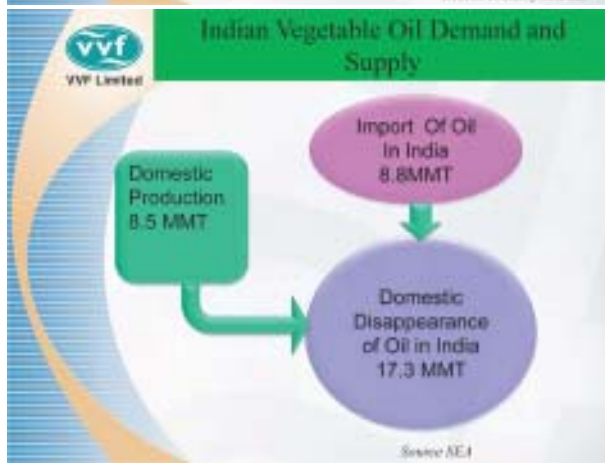 vvf
VVF Limited
Indian Vegetable Oil Demand and
Supply
Import Of Oil
In India
8.8MMT
Domestic
Production
8.5 MMT
Domestic
Disappearance
of Oil in India
17.3 MMT
Source